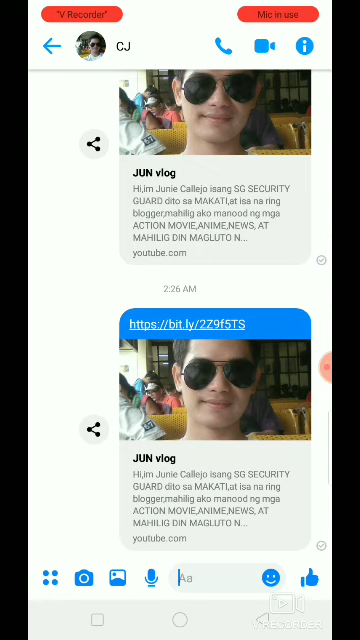 "V Recorder"
Mic in use
CJ
JUN vlog
Hi,im Junie Callejo isang SG SECURITY
GUARD dito sa MAKATI,at isa na ring
blogger,mahilig ako manood ng mga
ACTION MOVIE,ANIME,NEWS, AT
MAHILIG DIN MAGLUTO N...
youtube.com
2:26 AM
https://bit.ly/2Z9f5TS
JUN vlog
Hi,im Junie Callejo isang SG SECURITY
GUARD dito sa MAKATI,at isa na ring
blogger,mahilig ako manood ng mga
ACTION MOVIE,ANIME,NEWS, AT
MAHILIG DIN MAGLUTO N...
youtube.com
Aa
V RECORDER